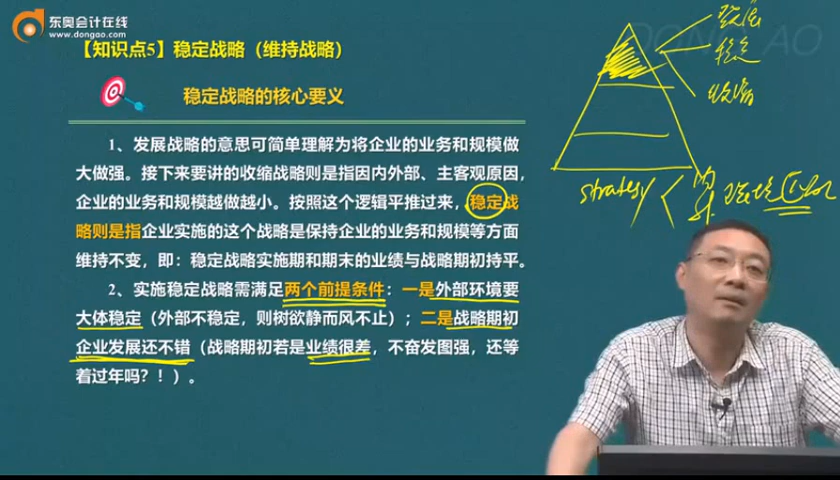 东奥会计在线
www.dongao.com
【知识点5】稳定战略（维持战略）
DONG AO
稳定战略的核心要义
1、发展战略的意思可简单理解为将企业的业务和规模做
大做强。接下来要讲的收缩战略则是指因内外部、主客观原因，
企业的业务和规模越做越小。按照这个逻辑平推过来，稳定战
略则是指企业实施的这个战略是保持企业的业务和规模等方面
维持不变，即：稳定战略实施期和期末的业绩与战略期初持平。
2、实施稳定战略需满足两个前提条件：一是外部环境要
大体稳定（外部不稳定，则树欲静而风不止）；二是战略期初
企业发展还不错（战略期初若是业绩很差，不奋发图强，还等
着过年吗？！）。
strategy
内
外